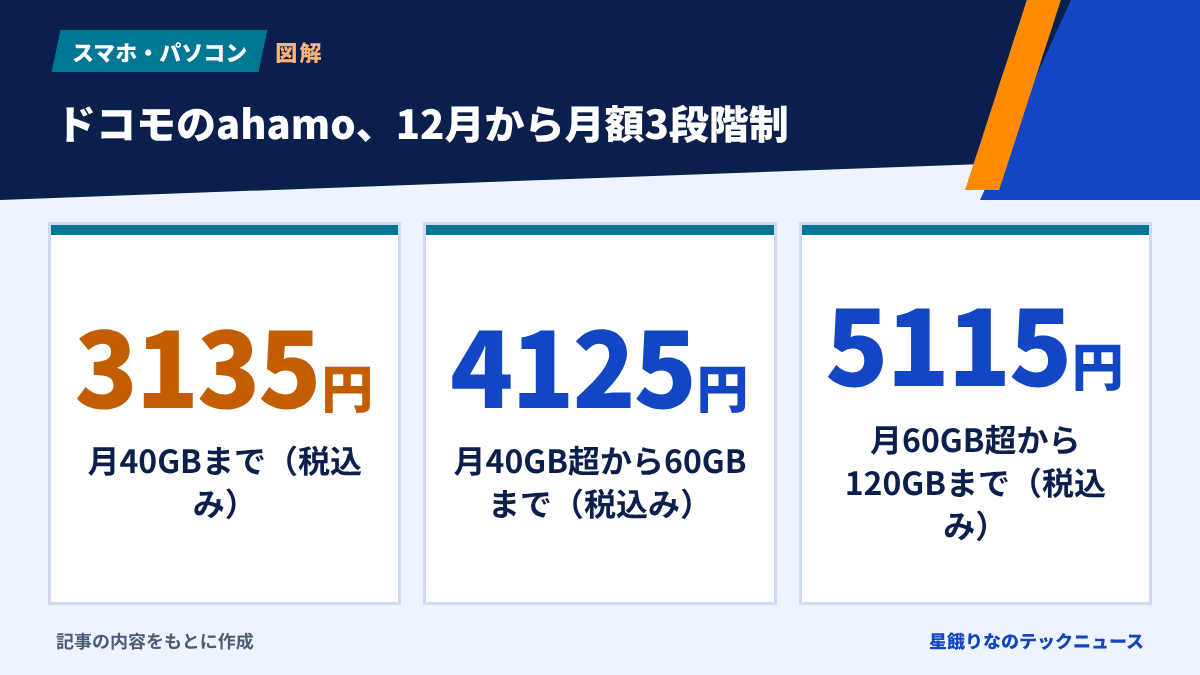 スマホ・パソコン 図解
ドコモのahamo、12月から月額3段階制
3135円
月40GBまで（税込
み）
4125円
月40GB超から60GB
まで（税込み）
5115円
月60GB超から
120GBまで（税込
み）
記事の内容をもとに作成
星餓りなのテックニュース